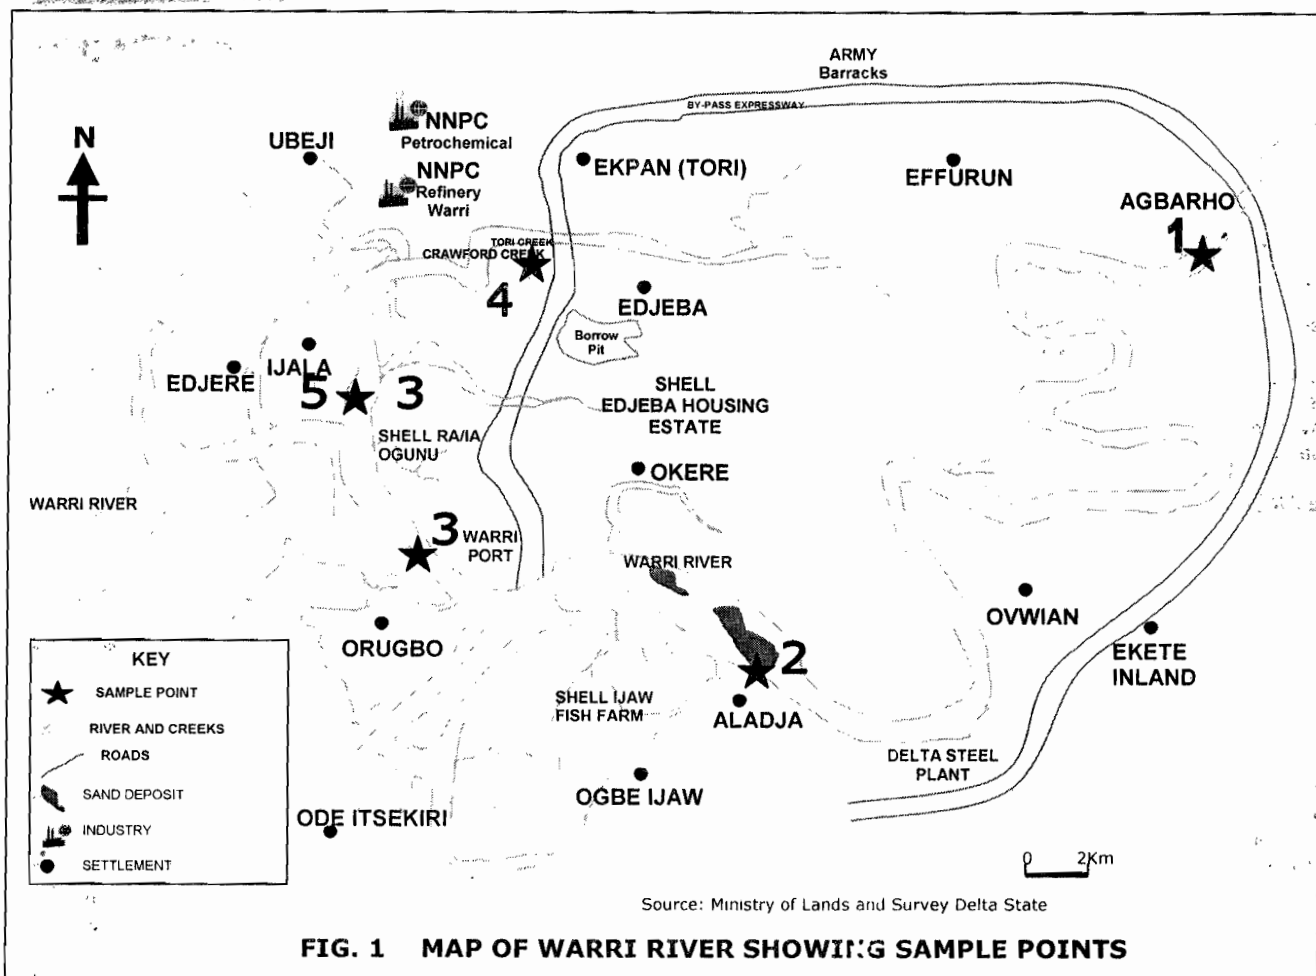 ARMY
Barracks
BY-PASS EXPRESSWAY
N
UBEJI
NNPC
Petrochemical
NNPC
Refinery
Warri
EKPAN (TORI)
EFFURUN
AGBARHO
1
TORI CREEK
CRAWFORD CREEK
4
EDJEBA
Borrow
Pit
IJALA
EDJERE
5
3
SHELL
EDJEBA HOUSING
ESTATE
SHELL RA/IA
OGUNU
OKERE
WARRI RIVER
3
WARRI
PORT
WARRI RIVER
OVWIAN
ORUGBO
2
EKETE
INLAND
SHELL IJAW
FISH FARM
ALADJA
DELTA STEEL
PLANT
OGBE IJAW
ODE ITSEKIRI
KEY
SAMPLE POINT
RIVER AND CREEKS
ROADS
SAND DEPOSIT
INDUSTRY
SETTLEMENT
0 2Km
Source: Ministry of Lands and Survey Delta State
FIG. 1 MAP OF WARRI RIVER SHOWING SAMPLE POINTS